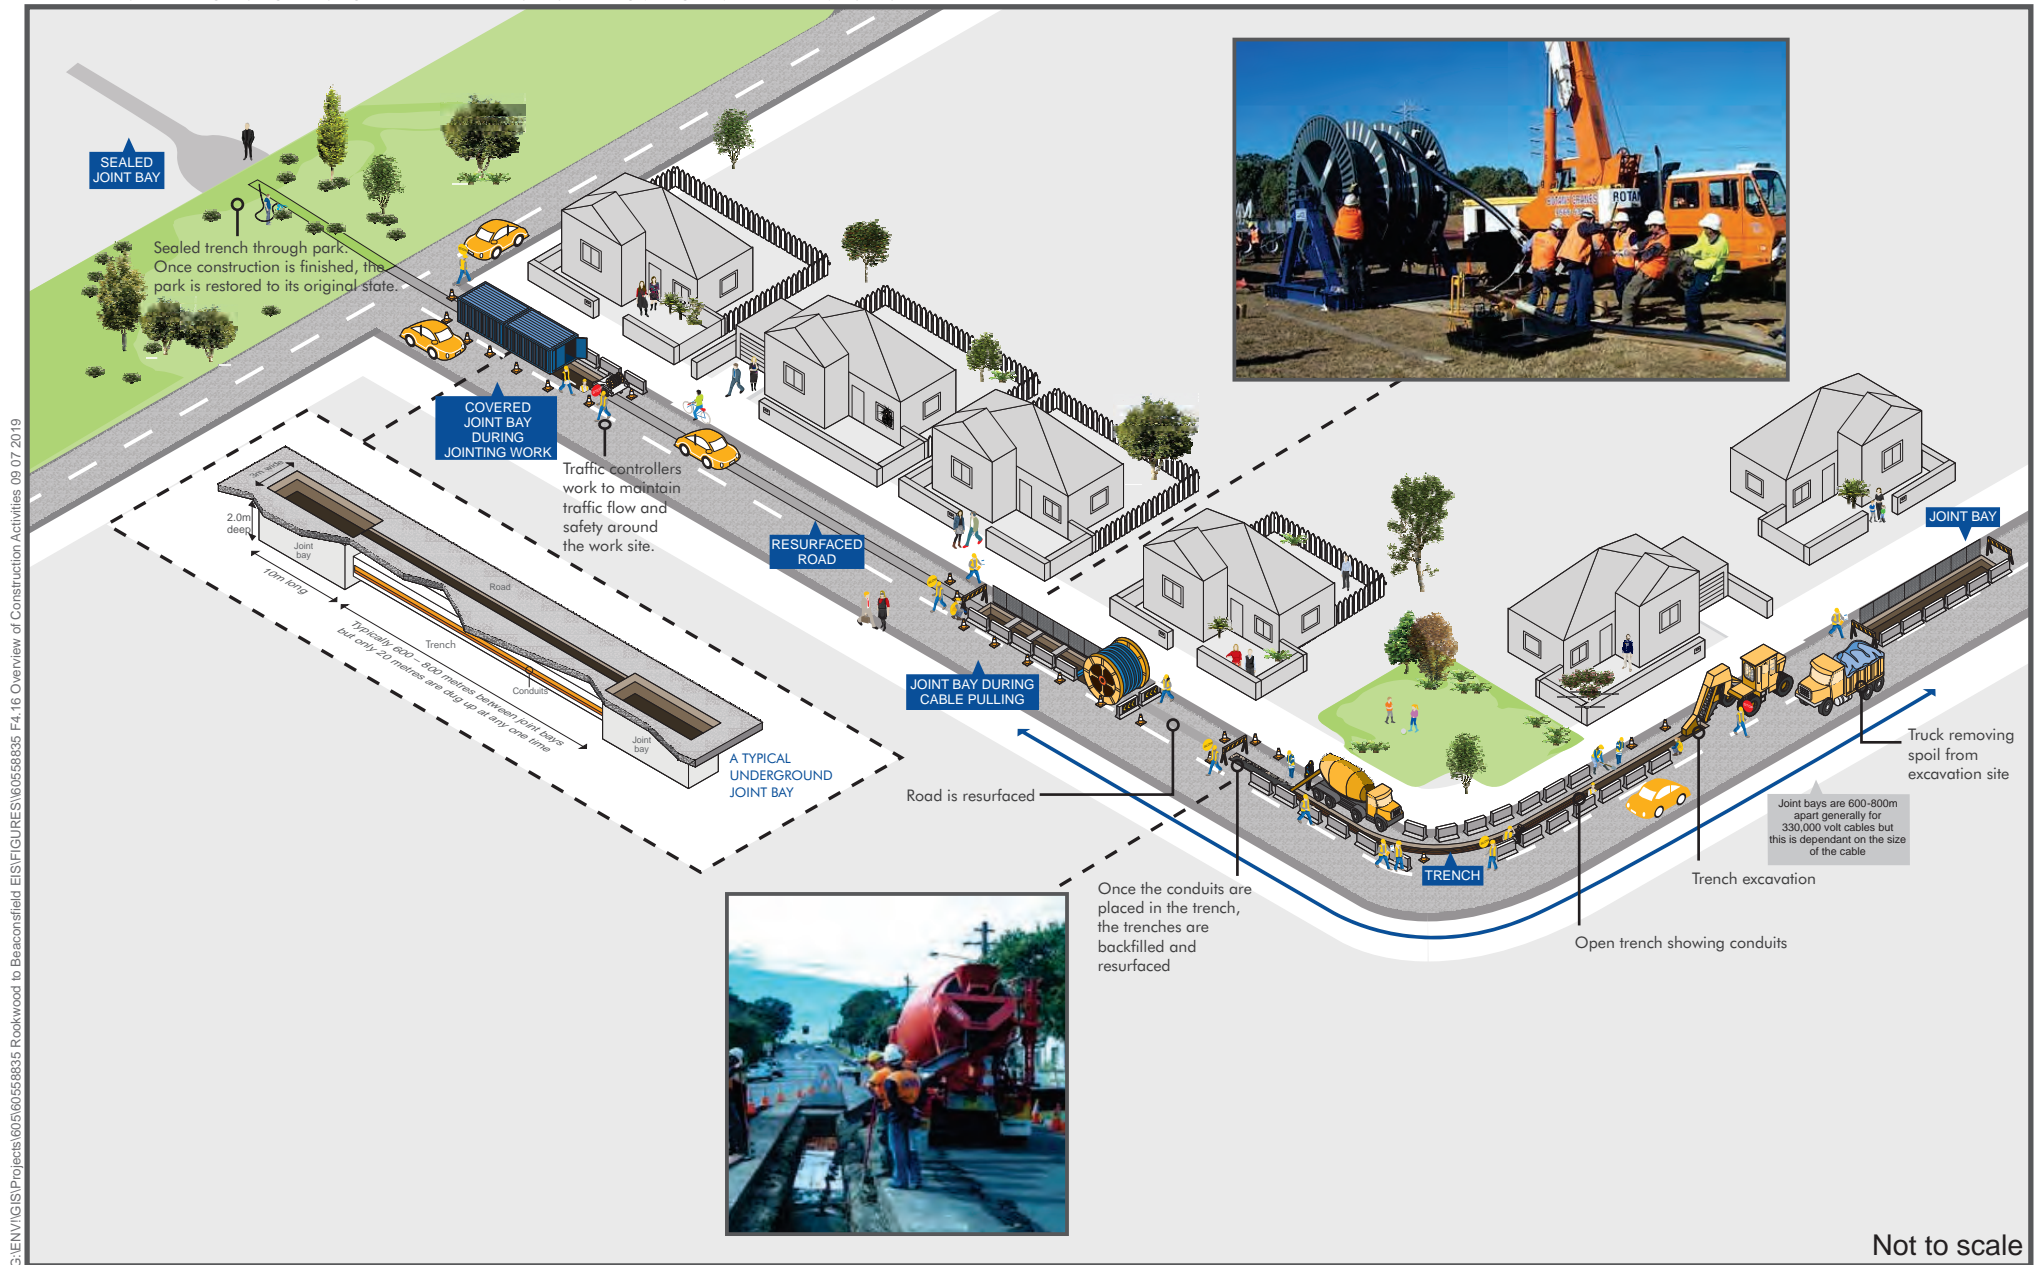 SEALED
JOINT BAY
Sealed trench through park.
Once construction is finished, the
park is restored to its original state.
COVERED
JOINT BAY
DURING
JOINTING WORK
Traffic controllers
work to maintain
traffic flow and
safety around
the work site.
RESURFACED
ROAD
3m wide
2.0m
deep
Joint
bay
10m long
Road
Trench
Typically 600 – 800 metres between joint bays
but only 20 metres are dug up at any one time
Conduits
Joint
bay
A TYPICAL
UNDERGROUND
JOINT BAY
JOINT BAY DURING
CABLE PULLING
Road is resurfaced
Once the conduits are
placed in the trench,
the trenches are
backfilled and
resurfaced
TRENCH
Open trench showing conduits
Trench excavation
Joint bays are 600-800m
apart generally for
330,000 volt cables but
this is dependant on the size
of the cable
Truck removing
spoil from
excavation site
JOINT BAY
ROTA
Not to scale
G:\ENV\!\GIS\Projects\605\60558835 Rookwood to Beaconsfield EIS\FIGURES\\60558835 F4.16 Overview of Construction Activities 09 07 2019